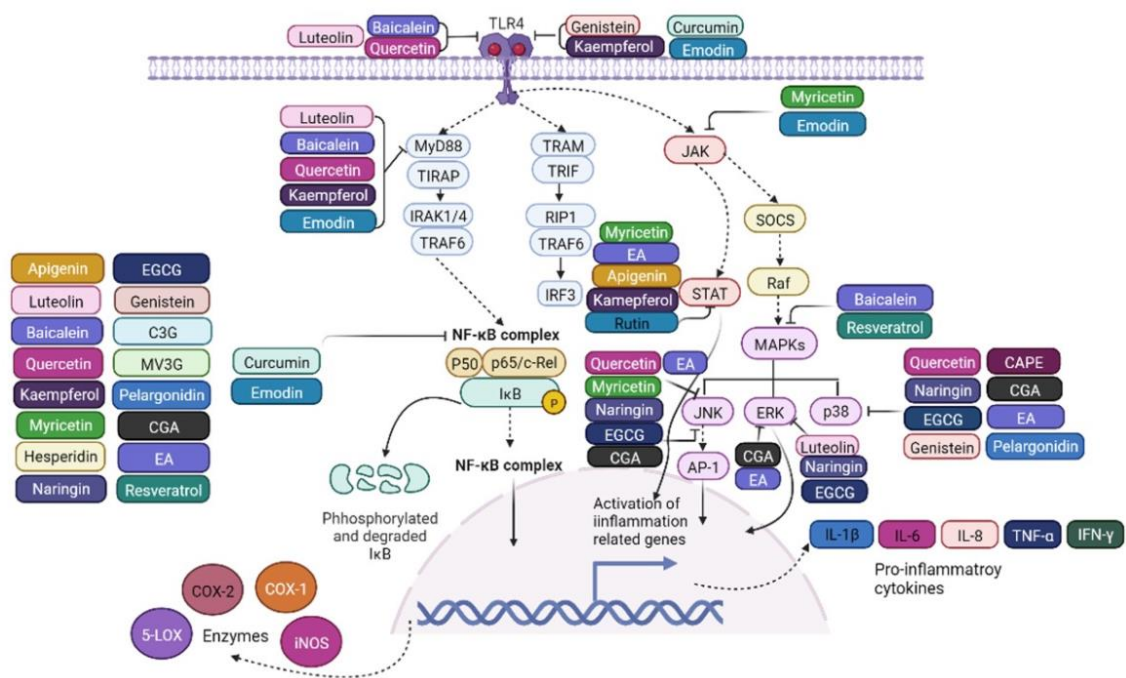 TLR4
Luteolin
Baicalein
Quercetin
Genistein
Kaempferol
Curcumin
Emodin
Myricetin
Emodin
Luteolin
Baicalein
Quercetin
Kaempferol
Emodin
MyD88
TIRAP
IRAK1/4
TRAF6
TRAM
TRIF
RIP1
TRAF6
IRF3
JAK
SOCS
Raf
MAPKs
Myricetin
EA
Apigenin
Kamepferol
Rutin
STAT
Baicalein
Resveratrol
Apigenin
EGCG
Luteolin
Genistein
Baicalein
C3G
Quercetin
MV3G
Kaempferol
Pelargonidin
Myricetin
CGA
Hesperidin
EA
Naringin
Resveratrol
Curcumin
Emodin
NF-κB complex
P50
p65/c-Rel
IκB
P
NF-κB complex
Phhosphorylated
and degraded
IκB
Quercetin
EA
Myricetin
Naringin
EGCG
CGA
JNK
ERK
p38
AP-1
CGA
EA
Luteolin
Naringin
EGCG
Quercetin
CAPE
Naringin
CGA
EGCG
EA
Genistein
Pelargonidin
Activation of
iinflammation
related genes
IL-1β
IL-6
IL-8
TNF-α
IFN-γ
Pro-inflammatroy
cytokines
COX-2
COX-1
5-LOX
Enzymes
iNOS